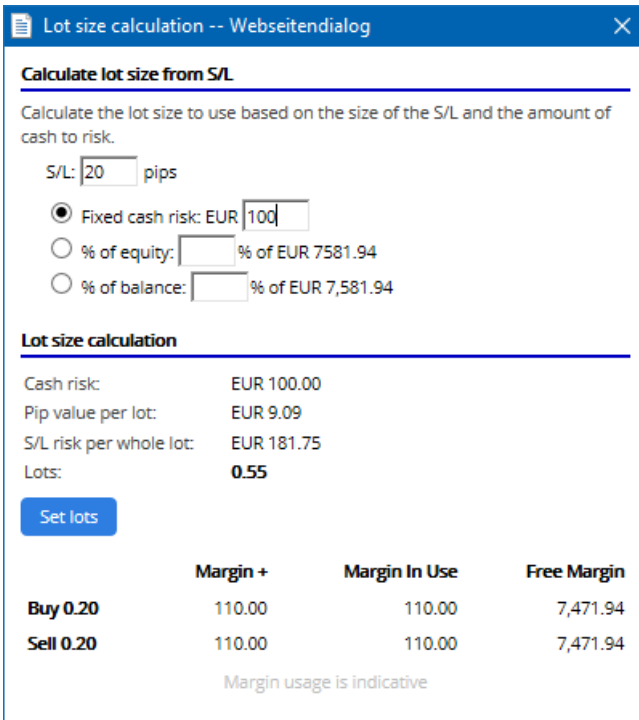 Lot size calculation -- Webseitendialog
Calculate lot size from S/L
Calculate the lot size to use based on the size of the S/L and the amount of
cash to risk.
S/L: 20 pips
Fixed cash risk: EUR 100
% of equity: % of EUR 7581.94
% of balance: % of EUR 7,581.94
Lot size calculation
Cash risk: EUR 100.00
Pip value per lot: EUR 9.09
S/L risk per whole lot: EUR 181.75
Lots: 0.55
Set lots
Margin + Margin In Use Free Margin
Buy 0.20 110.00 110.00 7,471.94
Sell 0.20 110.00 110.00 7,471.94
Margin usage is indicative